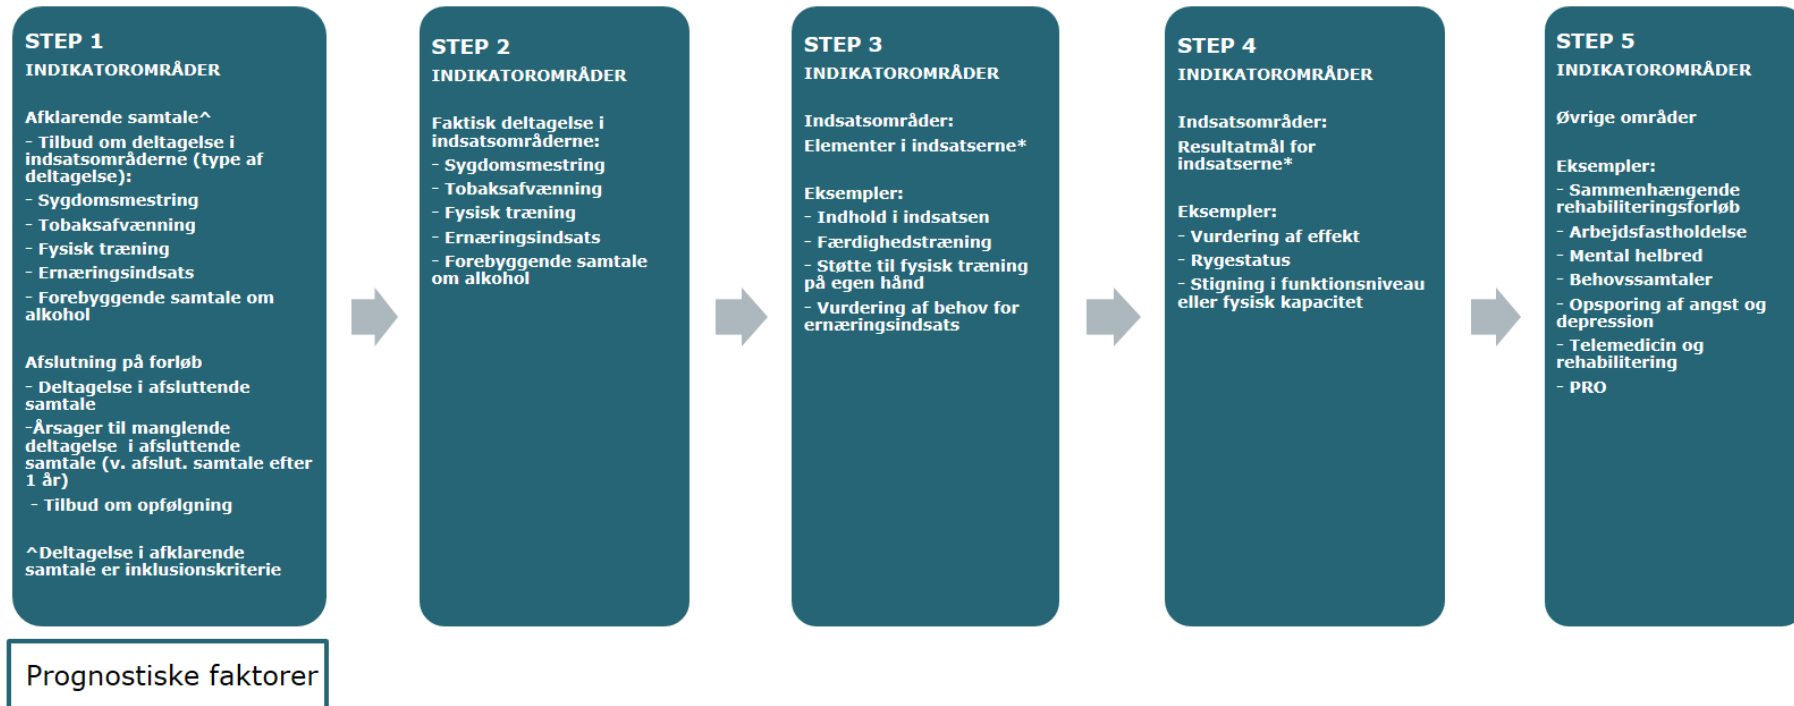 STEP 1
INDIKATOROMRÅDER
Afklarende samtale^
- Tilbud om deltagelse i
indsatsområderne (type af
deltagelse):
- Sygdomsmestring
- Tobaksafvænning
- Fysisk træning
- Ernæringsindsats
- Forebyggende samtale om
alkohol
Afslutning på forløb
- Deltagelse i afsluttende
samtale
-Årsager til manglende
deltagelse i afsluttende
samtale (v. afslut. samtale efter
1 år)
- Tilbud om opfølgning
^Deltagelse i afklarende
samtale er inklusionskriterie
Prognostiske faktorer
STEP 2
INDIKATOROMRÅDER
Faktisk deltagelse i
indsatsområderne:
- Sygdomsmestring
- Tobaksafvænning
- Fysisk træning
- Ernæringsindsats
- Forebyggende samtale
om alkohol
STEP 3
INDIKATOROMRÅDER
Indsatsområder:
Elementer i indsatserne*
Eksempler:
- Indhold i indsatsen
- Færdighedstræning
- Støtte til fysisk træning
på egen hånd
- Vurdering af behov for
ernæringsindsats
STEP 4
INDIKATOROMRÅDER
Indsatsområder:
Resultatmål for
indsatserne*
Eksempler:
- Vurdering af effekt
- Rygestatus
- Stigning i funktionsniveau
eller fysisk kapacitet
STEP 5
INDIKATOROMRÅDER
Øvrige områder
Eksempler:
- Sammenhængende
rehabiliteringsforløb
- Arbejdsfastholdelse
- Mental helbred
- Behovssamtaler
- Opsporing af angst og
depression
- Telemedicin og
rehabilitering
- PRO